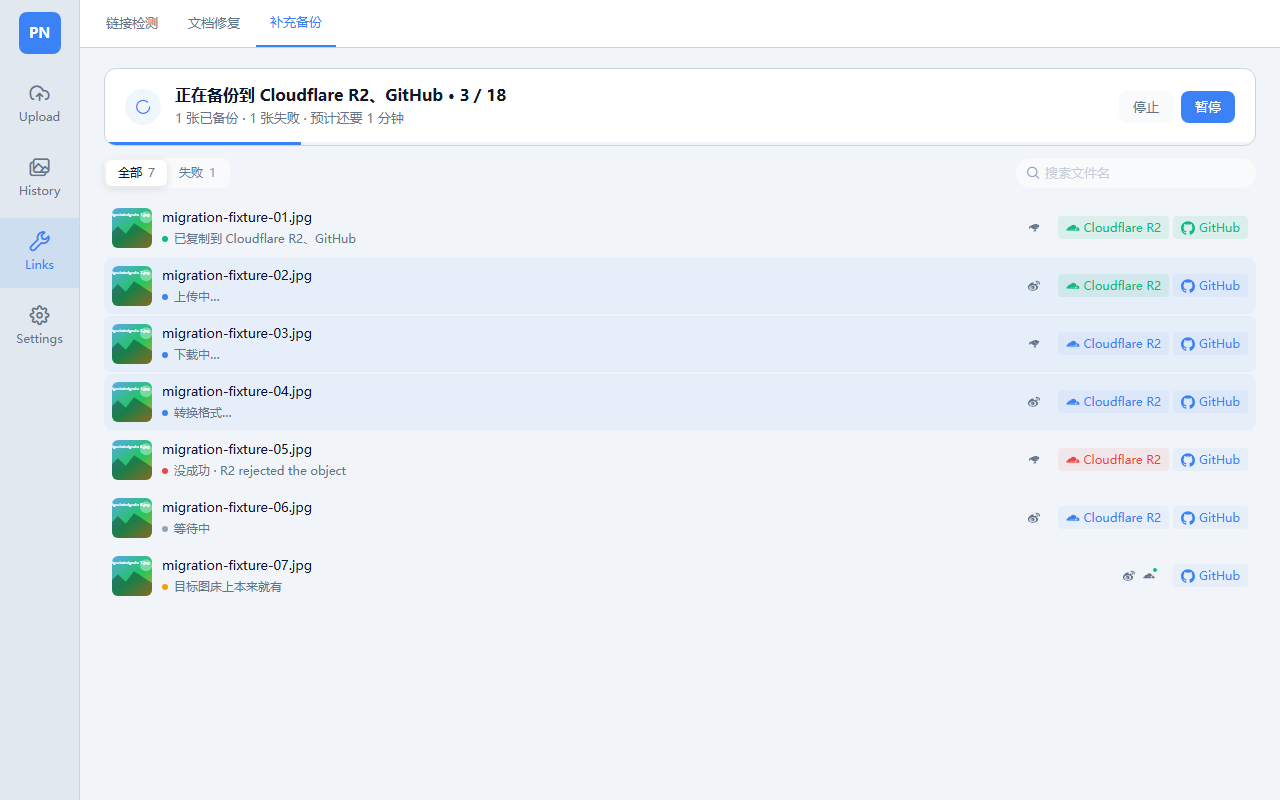 PN
Upload
History
Links
Settings
链接检测 文档修复 补充备份
正在备份到 Cloudflare R2、GitHub • 3 / 18
1 张已备份 · 1 张失败 · 预计还要 1 分钟
停止 暂停
全部 7 失败 1
搜索文件名
migration-fixture-01.jpg
已复制到 Cloudflare R2、GitHub
Cloudflare R2 GitHub
migration-fixture-02.jpg
上传中...
Cloudflare R2 GitHub
migration-fixture-03.jpg
下载中...
Cloudflare R2 GitHub
migration-fixture-04.jpg
转换格式...
Cloudflare R2 GitHub
migration-fixture-05.jpg
没成功 · R2 rejected the object
Cloudflare R2 GitHub
migration-fixture-06.jpg
等待中
Cloudflare R2 GitHub
migration-fixture-07.jpg
目标图床上本来就有
GitHub